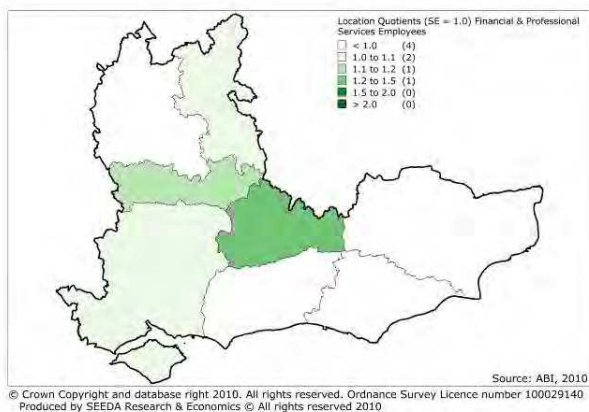 Location Quotients (SE = 1.0) Financial & Professional
Services Employees
< 1.0 (4)
1.0 to 1.1 (2)
1.1 to 1.2 (1)
1.2 to 1.5 (1)
1.5 to 2.0 (0)
> 2.0 (0)
Source: ABI, 2010
© Crown Copyright and database right 2010. All rights reserved. Ordnance Survey Licence number 100029140
Produced by SEEDA Research & Economics © All rights reserved 2010